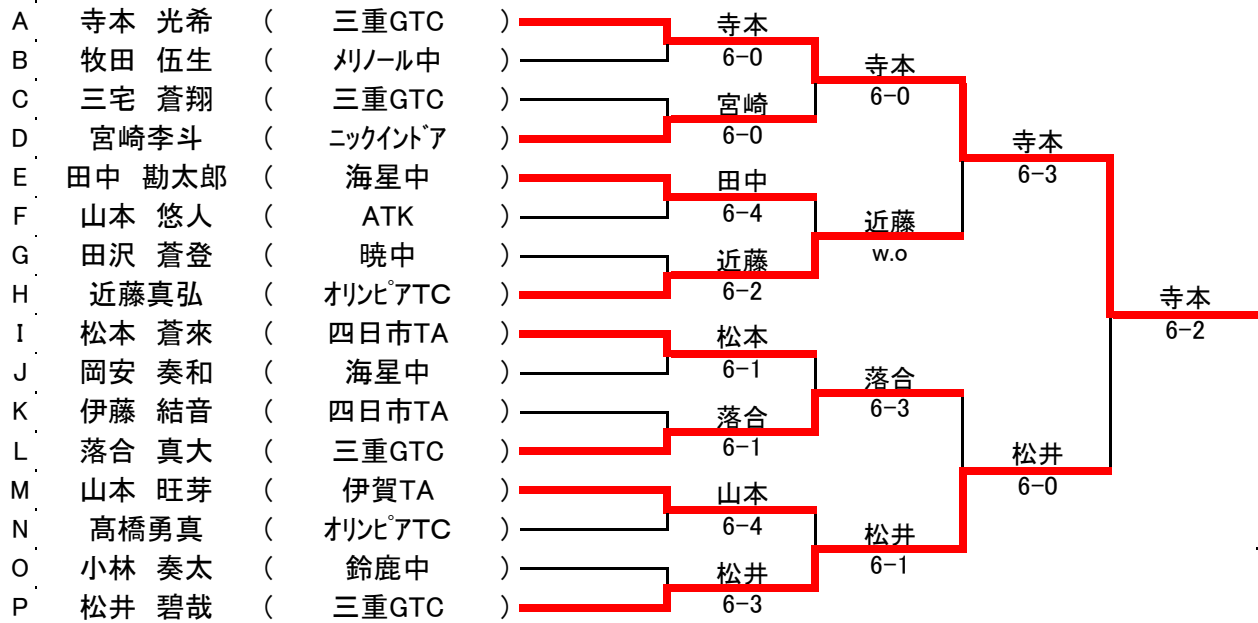 A 寺本 光希 ( 三重GTC )
B 牧田 伍生 ( ﾒﾘﾉｰﾙ中 )
C 三宅 蒼翔 ( 三重GTC )
D 宮崎李斗 ( ﾆｯｸｲﾝﾄﾞｱ )
E 田中 勘太郎 ( 海星中 )
F 山本 悠人 ( ATK )
G 田沢 蒼登 ( 暁中 )
H 近藤真弘 ( ｵﾘﾝﾋﾟｱTC )
I 松本 蒼來 ( 四日市TA )
J 岡安 奏和 ( 海星中 )
K 伊藤 結音 ( 四日市TA )
L 落合 真大 ( 三重GTC )
M 山本 旺芽 ( 伊賀TA )
N 髙橋勇真 ( ｵﾘﾝﾋﾟｱTC )
O 小林 奏太 ( 鈴鹿中 )
P 松井 碧哉 ( 三重GTC )
寺本
6-0
宮崎
6-0
田中
6-4
近藤
6-2
松本
6-1
落合
6-1
山本
6-4
松井
6-3
寺本
6-0
近藤
w.o
落合
6-3
松井
6-1
寺本
6-3
松井
6-0
寺本
6-2